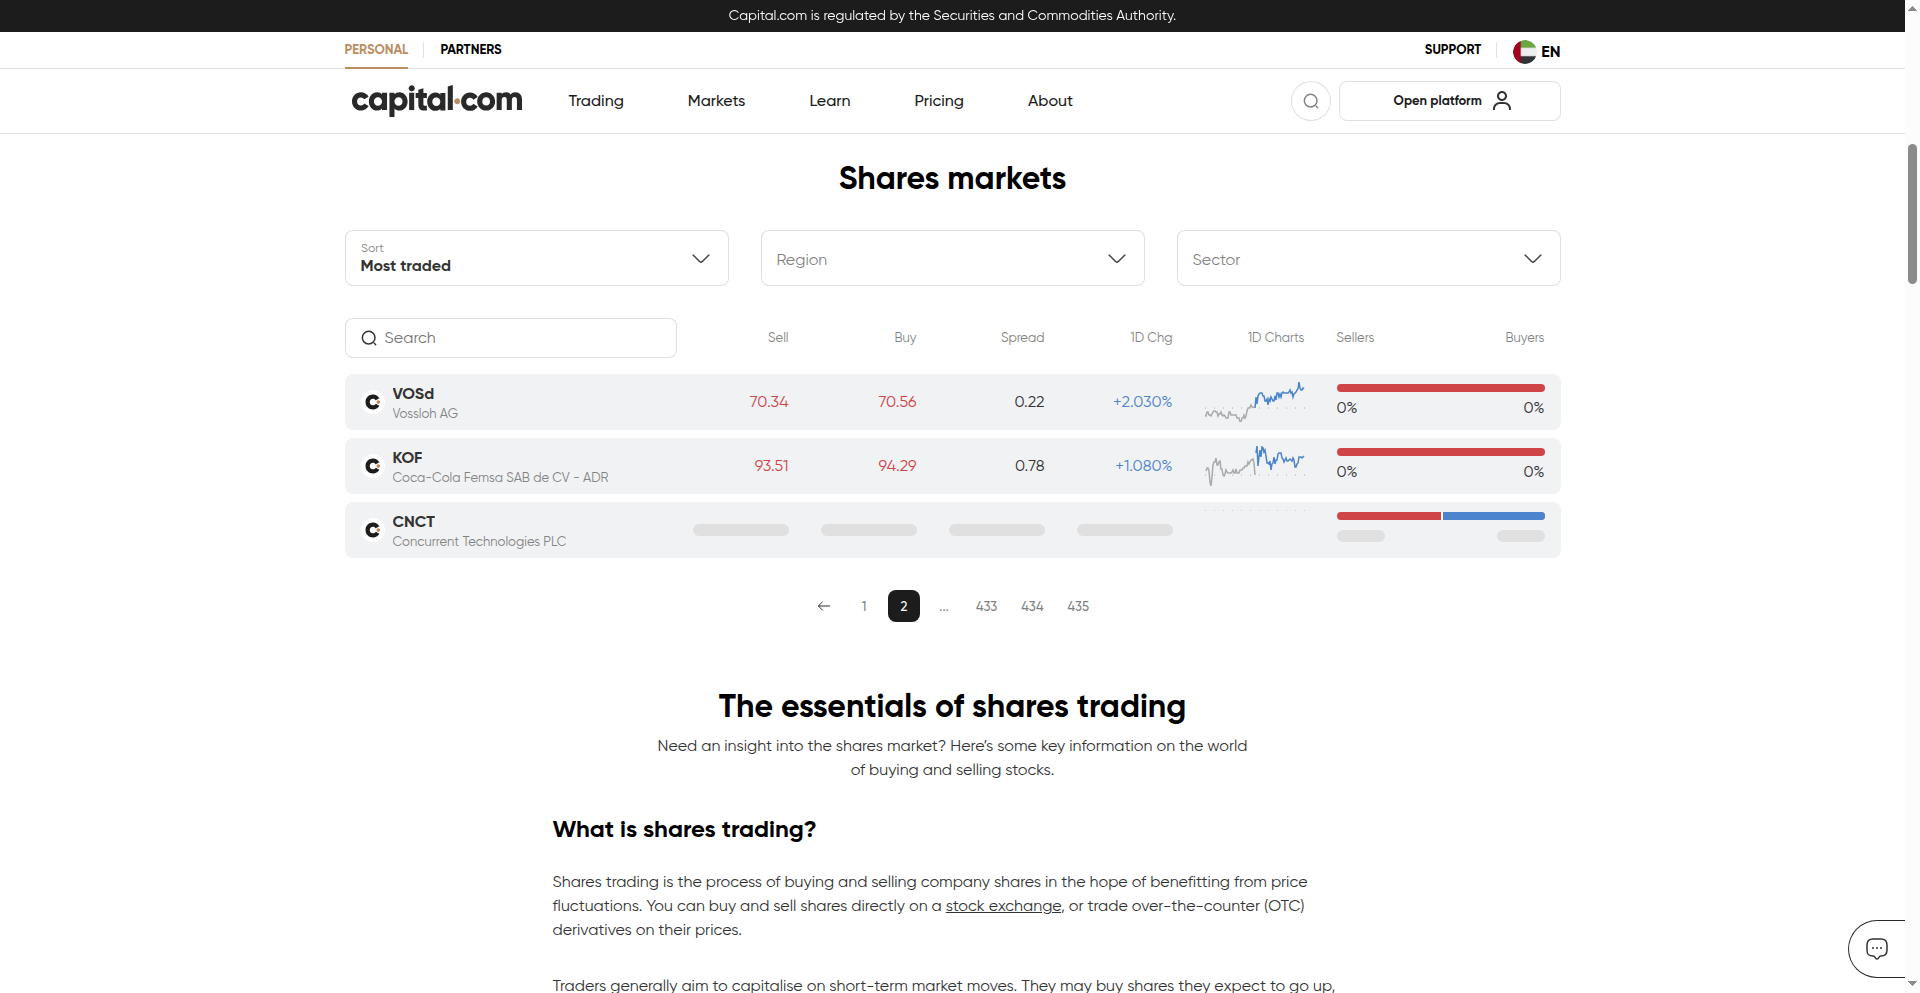 Capital.com is regulated by the Securities and Commodities Authority.
PERSONAL PARTNERS SUPPORT EN
capital.com Trading Markets Learn Pricing About Open platform
Shares markets
Sort
Most traded
Region
Sector
Search Sell Buy Spread 1D Chg 1D Charts Sellers Buyers
VOSd
Vossloh AG
70.34 70.56 0.22 +2.030% 0% 0%
KOF
Coca-Cola Femsa SAB de CV - ADR
93.51 94.29 0.78 +1.080% 0% 0%
CNCT
Concurrent Technologies PLC
1 2 ... 433 434 435
The essentials of shares trading
Need an insight into the shares market? Here’s some key information on the world
of buying and selling stocks.
What is shares trading?
Shares trading is the process of buying and selling company shares in the hope of benefitting from price
fluctuations. You can buy and sell shares directly on a stock exchange, or trade over-the-counter (OTC)
derivatives on their prices.
Traders generally aim to capitalise on short-term market moves. They may buy shares they expect to go up,